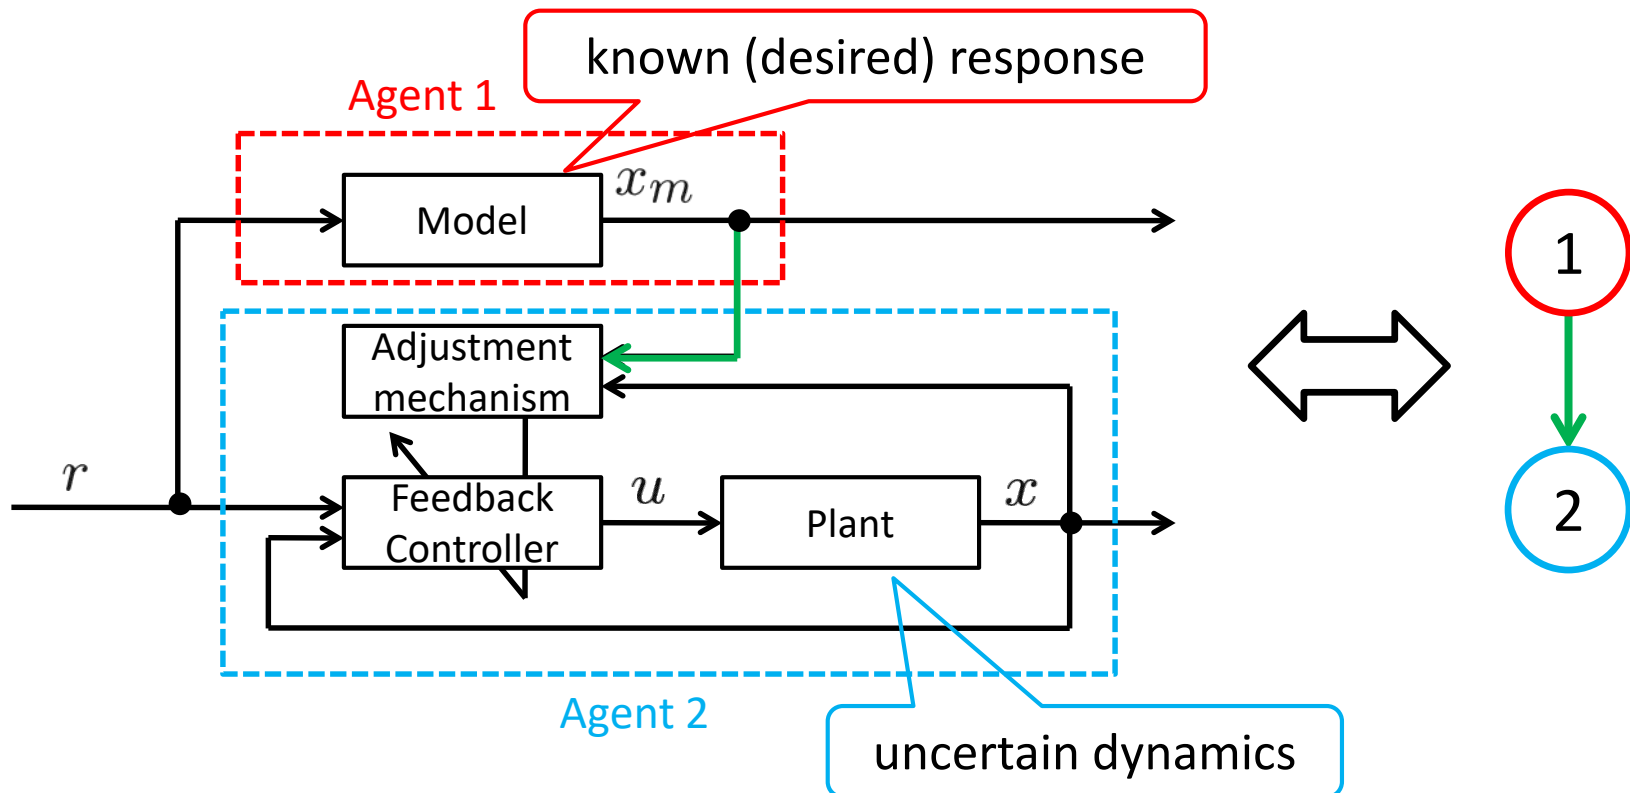 known (desired) response
Agent 1
x_m
Model
1
Adjustment
mechanism
r
Feedback
Controller
u
Plant
x
2
Agent 2
uncertain dynamics